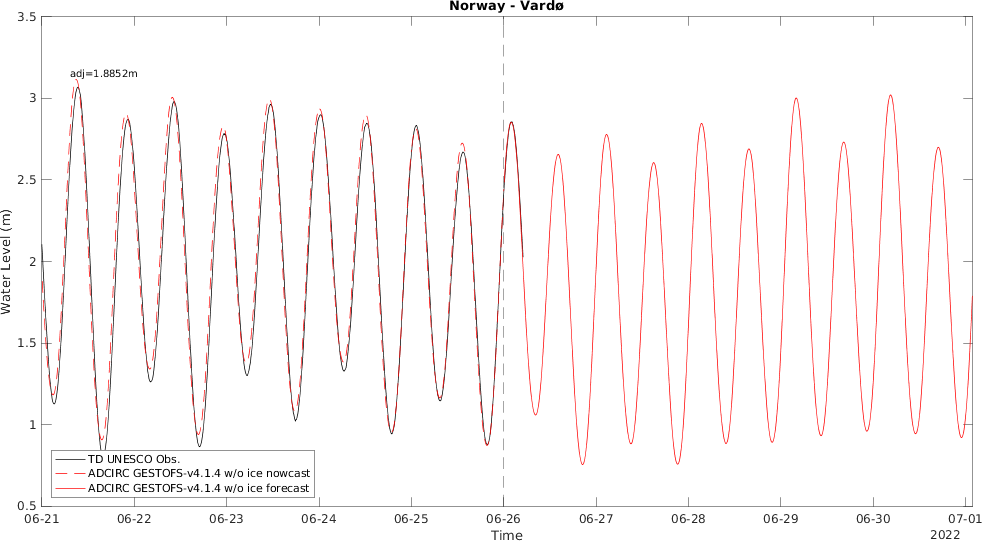 Norway - Vardø
3.5
3
2.5
2
1.5
1
0.5
Water Level (m)
adj=1.8852m
TD UNESCO Obs.
ADCIRC GESTOFS-v4.1.4 w/o ice nowcast
ADCIRC GESTOFS-v4.1.4 w/o ice forecast
06-21 06-22 06-23 06-24 06-25 06-26 06-27 06-28 06-29 06-30 07-01
Time
2022